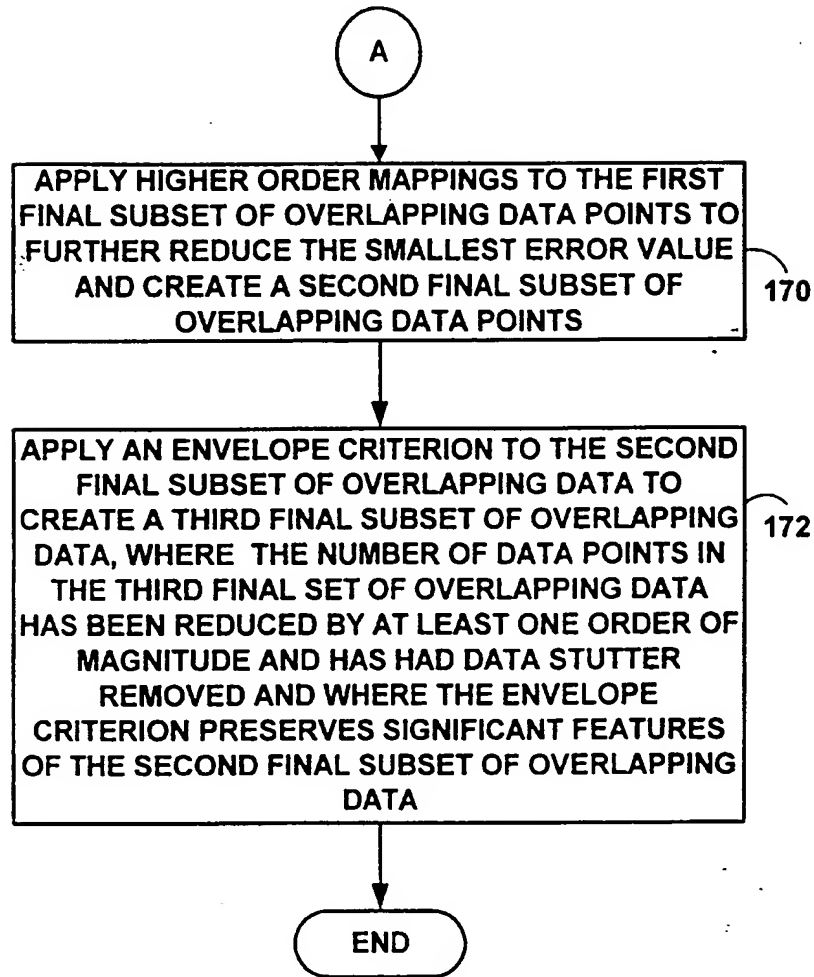 A
APPLY HIGHER ORDER MAPPINGS TO THE FIRST
FINAL SUBSET OF OVERLAPPING DATA POINTS TO
FURTHER REDUCE THE SMALLEST ERROR VALUE
AND CREATE A SECOND FINAL SUBSET OF
OVERLAPPING DATA POINTS
170
APPLY AN ENVELOPE CRITERION TO THE SECOND
FINAL SUBSET OF OVERLAPPING DATA TO
CREATE A THIRD FINAL SUBSET OF OVERLAPPING
DATA, WHERE THE NUMBER OF DATA POINTS IN
THE THIRD FINAL SET OF OVERLAPPING DATA
HAS BEEN REDUCED BY AT LEAST ONE ORDER OF
MAGNITUDE AND HAS HAD DATA STUTTER
REMOVED AND WHERE THE ENVELOPE
CRITERION PRESERVES SIGNIFICANT FEATURES
OF THE SECOND FINAL SUBSET OF OVERLAPPING
DATA
172
END